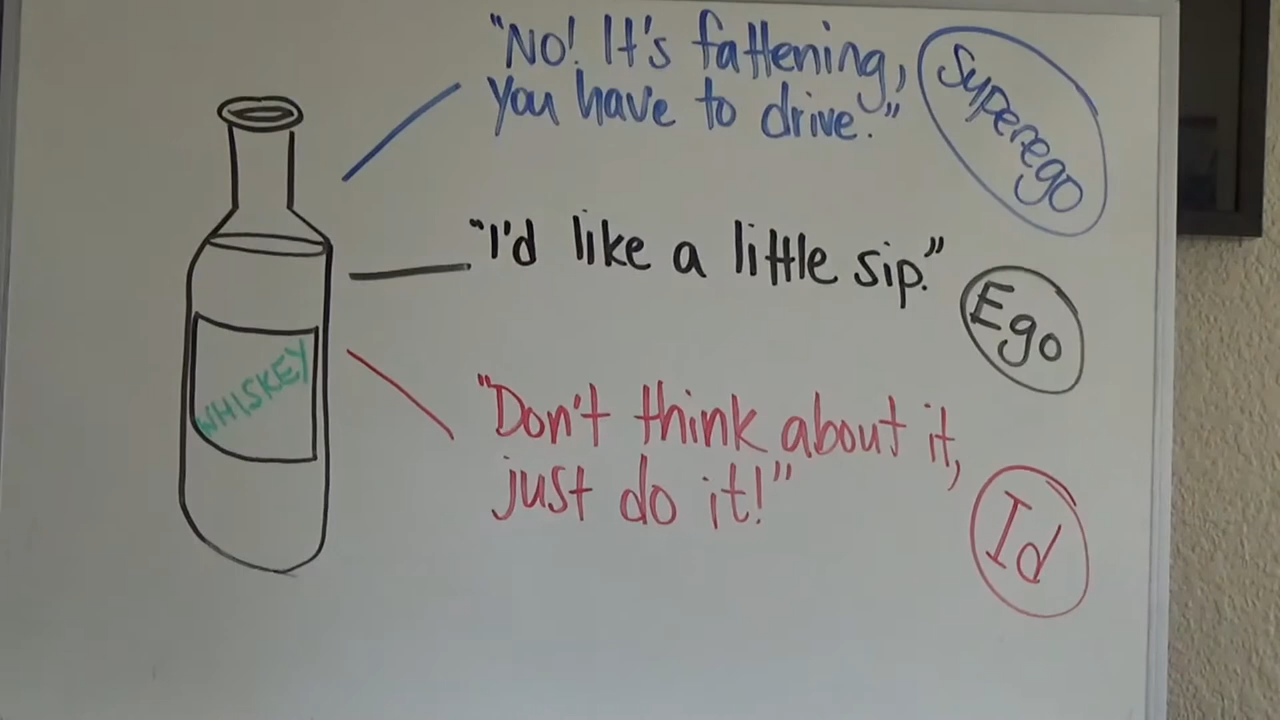 "No! It's fattening,
you have to drive."
Superego
"I'd like a little sip."
Ego
WHISKEY
"Don't think about it,
just do it!"
Id